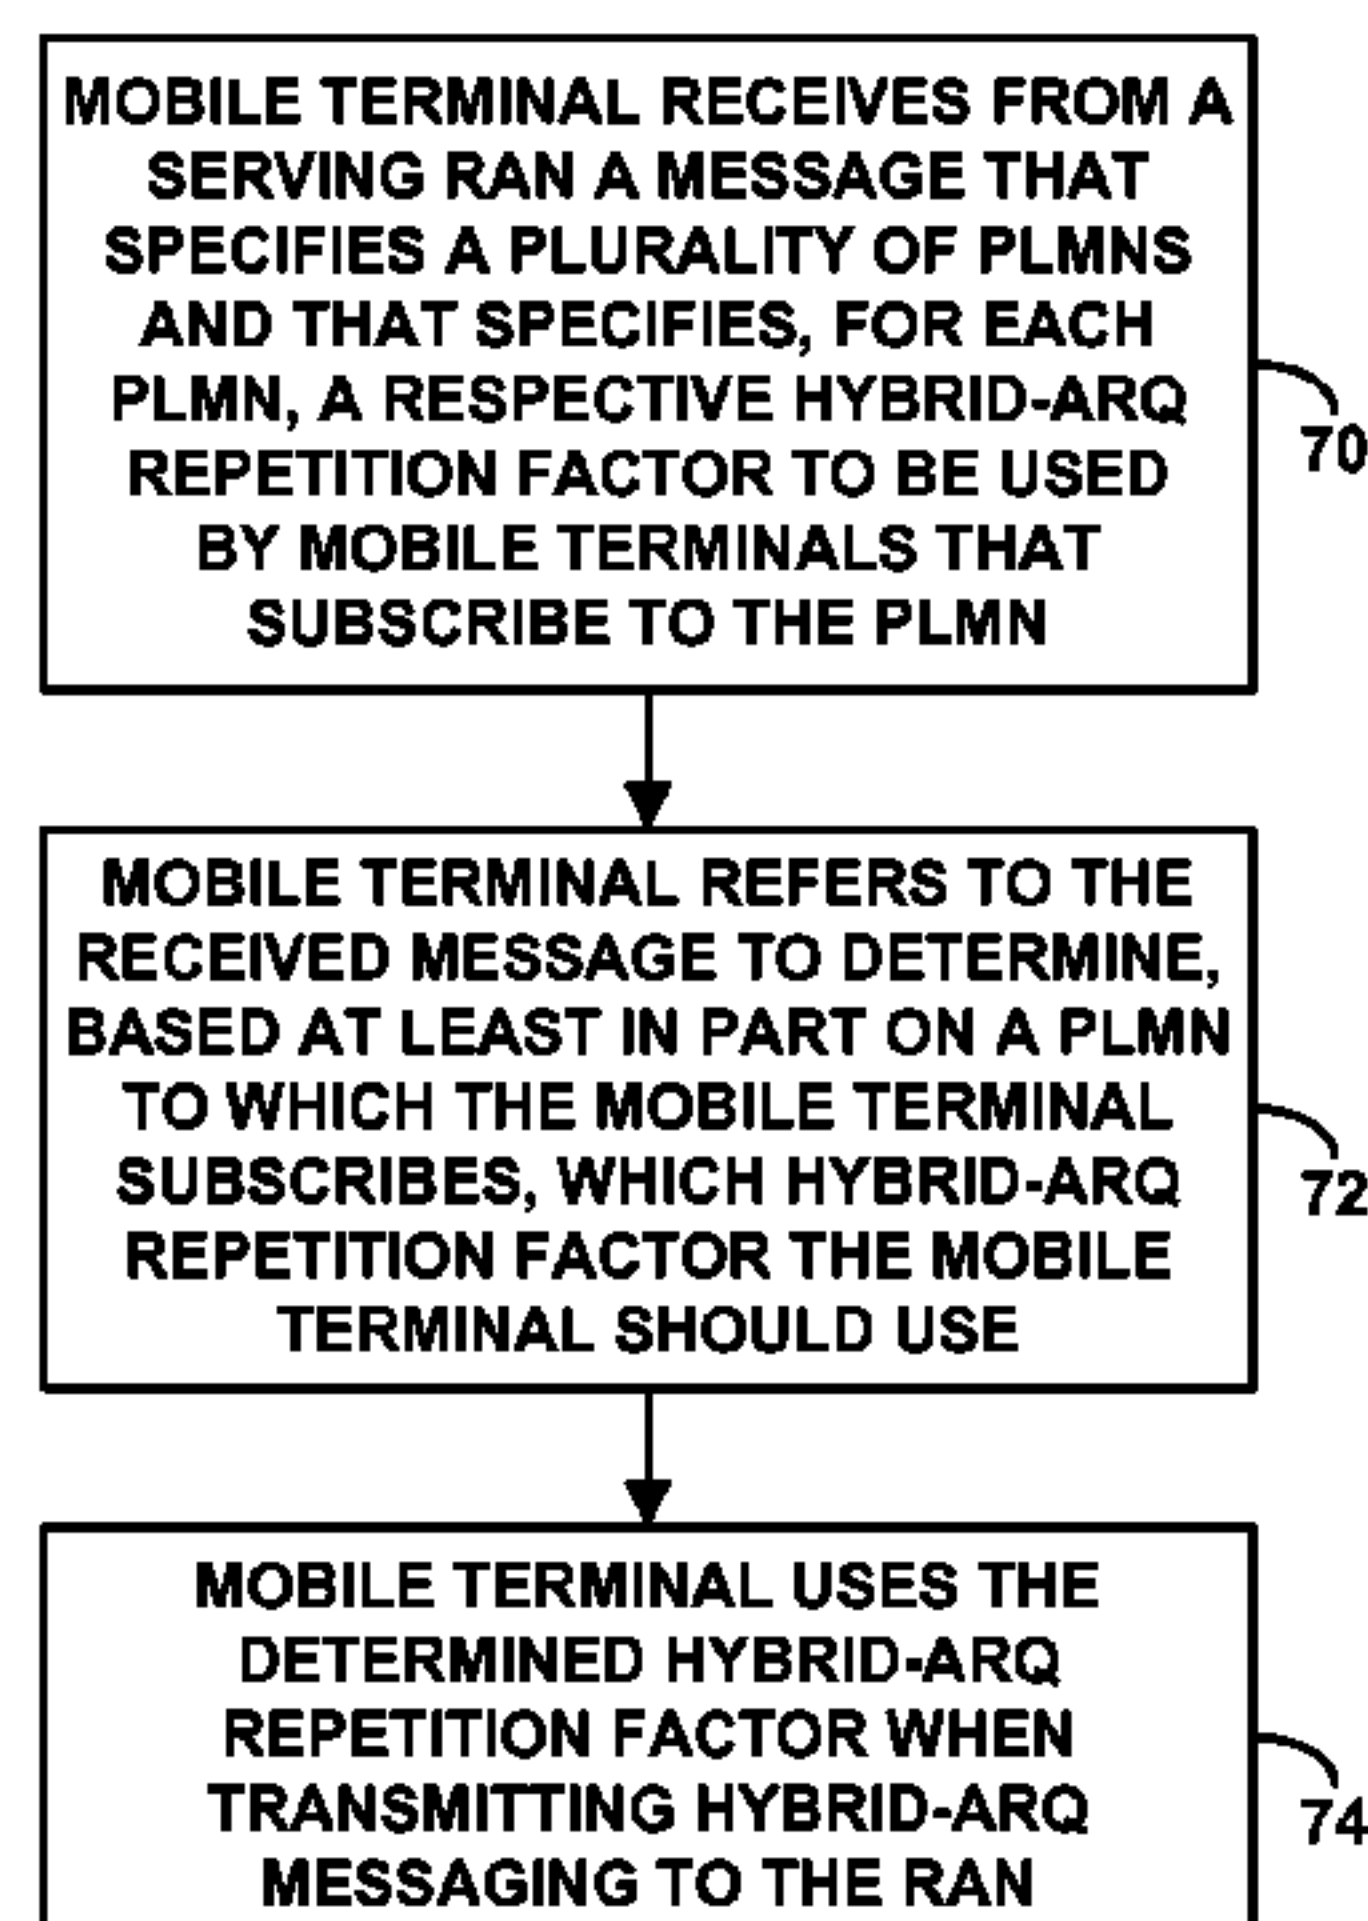 MOBILE TERMINAL RECEIVES FROM A
SERVING RAN A MESSAGE THAT
SPECIFIES A PLURALITY OF PLMNS
AND THAT SPECIFIES, FOR EACH
PLMN, A RESPECTIVE HYBRID-ARQ
REPETITION FACTOR TO BE USED
BY MOBILE TERMINALS THAT
SUBSCRIBE TO THE PLMN
70
MOBILE TERMINAL REFERS TO THE
RECEIVED MESSAGE TO DETERMINE,
BASED AT LEAST IN PART ON A PLMN
TO WHICH THE MOBILE TERMINAL
SUBSCRIBES, WHICH HYBRID-ARQ
REPETITION FACTOR THE MOBILE
TERMINAL SHOULD USE
72
MOBILE TERMINAL USES THE
DETERMINED HYBRID-ARQ
REPETITION FACTOR WHEN
TRANSMITTING HYBRID-ARQ
MESSAGING TO THE RAN
74